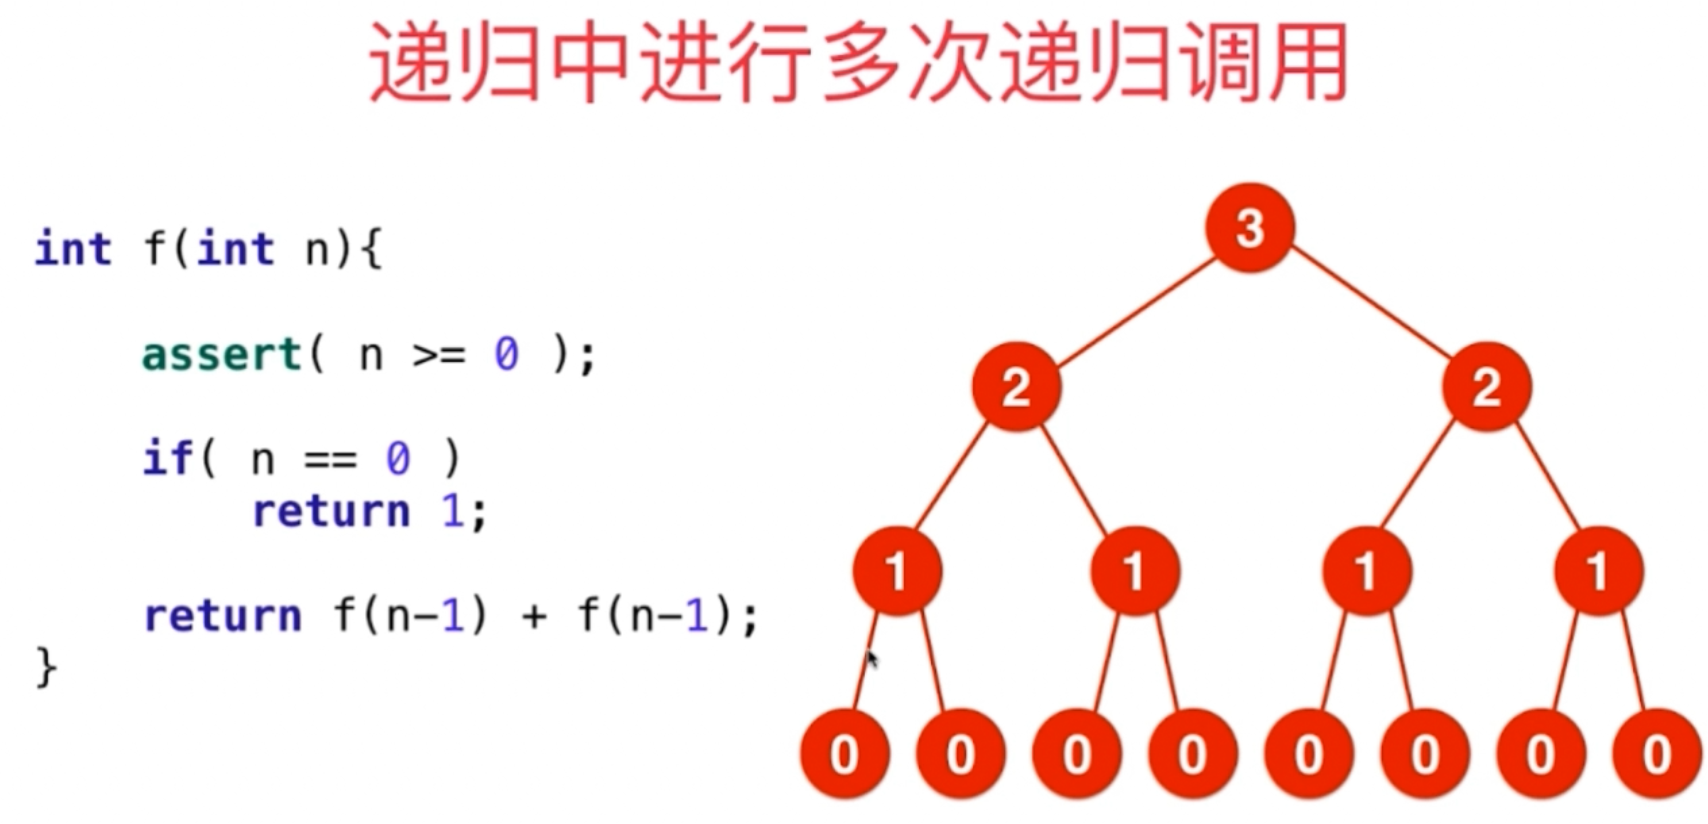 递归中进行多次递归调用
int f(int n){
assert( n >= 0 );
if( n == 0 )
return 1;
return f(n-1) + f(n-1);
}
3
2 2
1 1 1 1
0 0 0 0 0 0 0 0